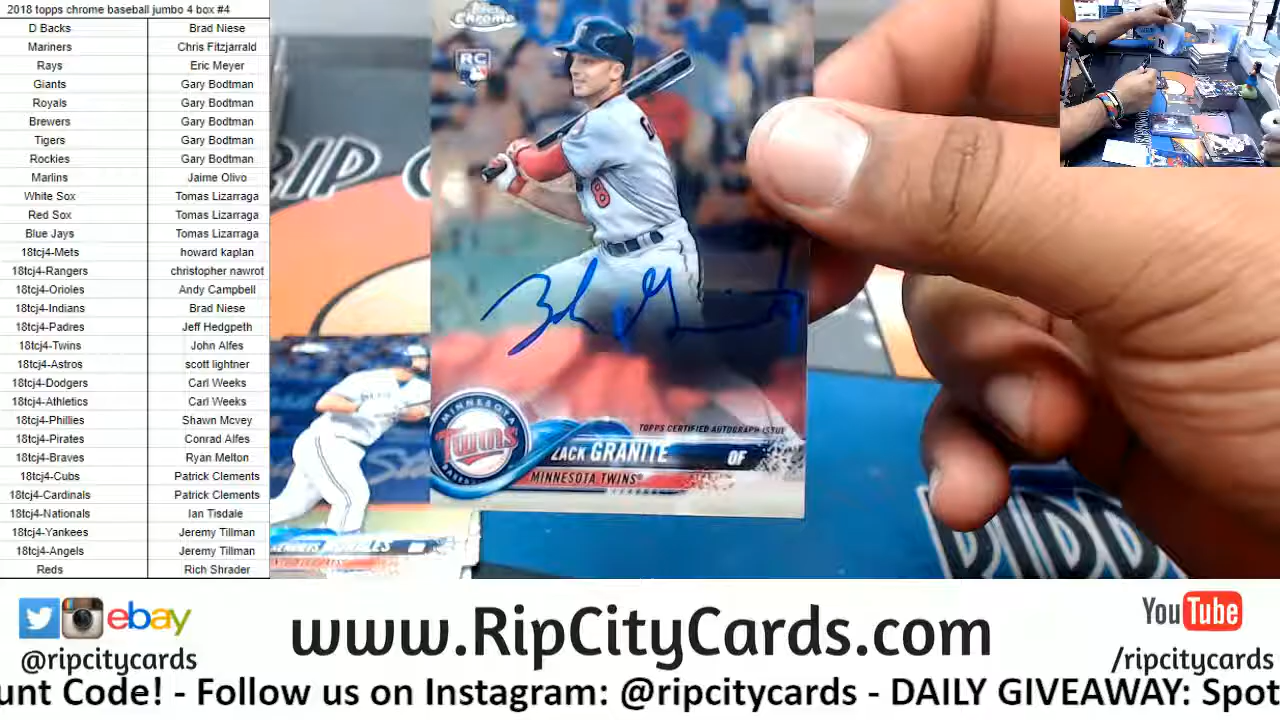 2018 topps chrome baseball jumbo 4 box #4
D Backs Brad Niese
Mariners Chris Fitzjarrald
Rays Eric Meyer
Giants Gary Bodtman
Royals Gary Bodtman
Brewers Gary Bodtman
Tigers Gary Bodtman
Rockies Gary Bodtman
Marlins Jaime Olivo
White Sox Tomas Lizarraga
Red Sox Tomas Lizarraga
Blue Jays Tomas Lizarraga
18tcj4-Mets howard kaplan
18tcj4-Rangers christopher nawrot
18tcj4-Orioles Andy Campbell
18tcj4-Indians Brad Niese
18tcj4-Padres Jeff Hedgpeth
18tcj4-Twins John Alfes
18tcj4-Astros scott lightner
18tcj4-Dodgers Carl Weeks
18tcj4-Athletics Carl Weeks
18tcj4-Phillies Shawn Mcvey
18tcj4-Pirates Conrad Alfes
18tcj4-Braves Ryan Melton
18tcj4-Cubs Patrick Clements
18tcj4-Cardinals Patrick Clements
18tcj4-Nationals Ian Tisdale
18tcj4-Yankees Jeremy Tillman
18tcj4-Angels Jeremy Tillman
Reds Rich Shrader
Topps Chrome
RC
8
RIP
TOPPS CERTIFIED AUTOGRAPH ISSUE
MINNESOTA
Twins
BASEBALL
ZACK GRANITE OF
MINNESOTA TWINS®
ebay
@ripcitycards
www.RipCityCards.com
YouTube
/ripcitycards
unt Code! - Follow us on Instagram: @ripcitycards - DAILY GIVEAWAY: Spot